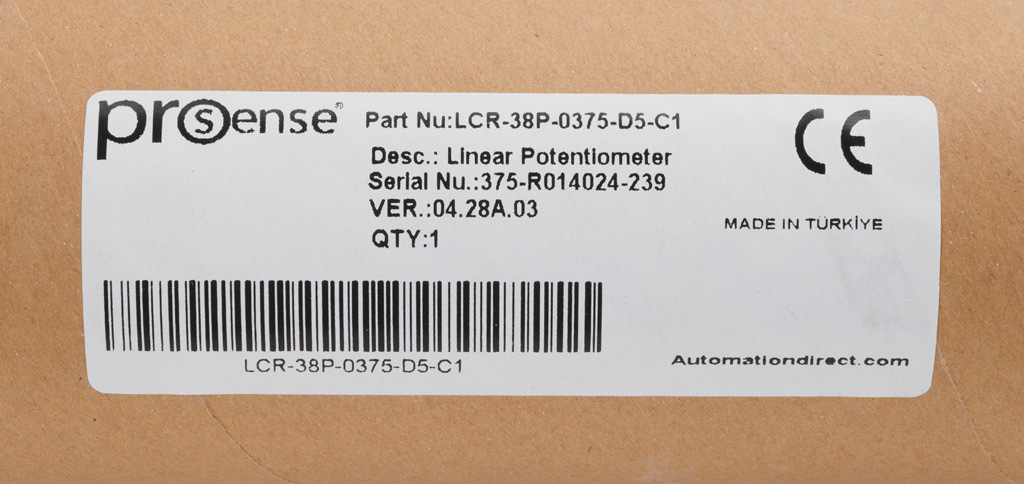 prosense®
Part Nu:LCR-38P-0375-D5-C1
Desc.: Linear Potentiometer
Serial Nu.:375-R014024-239
VER.:04.28A.03
QTY:1
CE
MADE IN TÜRKİYE
LCR-38P-0375-D5-C1
Automationdirect.com